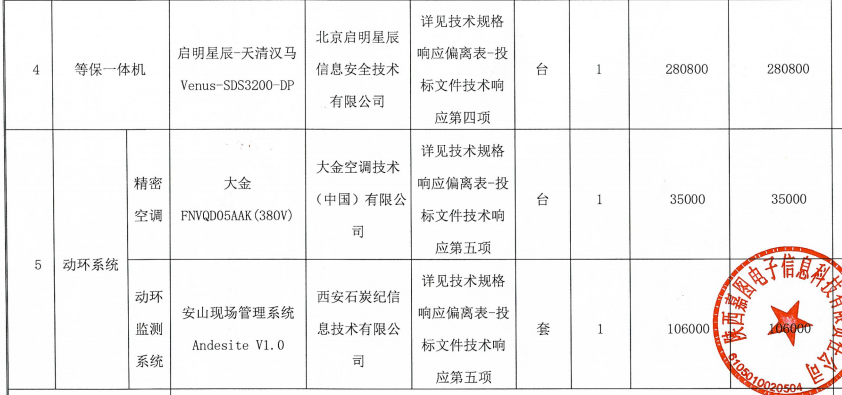 4
等保一体机
启明星辰-天清汉马
Venus-SDS3200-DP
北京启明星辰
信息安全技术
有限公司
详见技术规格
响应偏离表-投
标文件技术响
应第四项
台
1
280800
280800
5
动环系统
精密
空调
大金
FNVQD05AAK(380V)
大金空调技术
（中国）有限公
司
详见技术规格
响应偏离表-投
标文件技术响
应第五项
台
1
35000
35000
动环
监测
系统
安山现场管理系统
Andesite V1.0
西安石炭纪信
息技术有限公
司
详见技术规格
响应偏离表-投
标文件技术响
应第五项
套
1
106000
106000
陕西嘉图电子信息科技有限责任公司
6105010020504